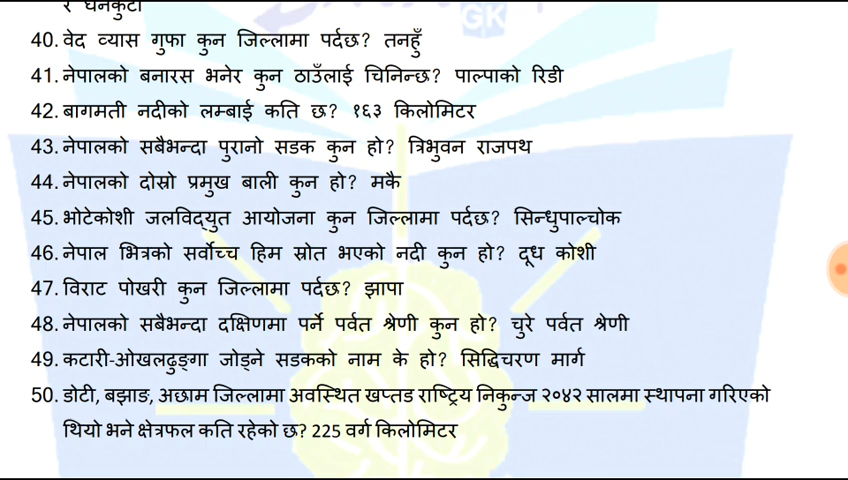 र धनकुटा
GK
40. वेद व्यास गुफा कुन जिल्लामा पर्दछ? तनहुँ
41. नेपालको बनारस भनेर कुन ठाउँलाई चिनिन्छ? पाल्पाको रिडी
42. बागमती नदीको लम्बाई कति छ? १६३ किलोमिटर
43. नेपालको सबैभन्दा पुरानो सडक कुन हो? त्रिभुवन राजपथ
44. नेपालको दोस्रो प्रमुख बाली कुन हो? मकै
45. भोटेकोशी जलविद्युत आयोजना कुन जिल्लामा पर्दछ? सिन्धुपाल्चोक
46. नेपाल भित्रको सर्वोच्च हिम स्रोत भएको नदी कुन हो? दूध कोशी
47. विराट पोखरी कुन जिल्लामा पर्दछ? झापा
48. नेपालको सबैभन्दा दक्षिणमा पर्ने पर्वत श्रेणी कुन हो? चुरे पर्वत श्रेणी
49. कटारी-ओखलढुङ्गा जोड्ने सडकको नाम के हो? सिद्धिचरण मार्ग
50. डोटी, बझाङ, अछाम जिल्लामा अवस्थित खप्तड राष्ट्रिय निकुन्ज २०४२ सालमा स्थापना गरिएको
थियो भने क्षेत्रफल कति रहेको छ? 225 वर्ग किलोमिटर